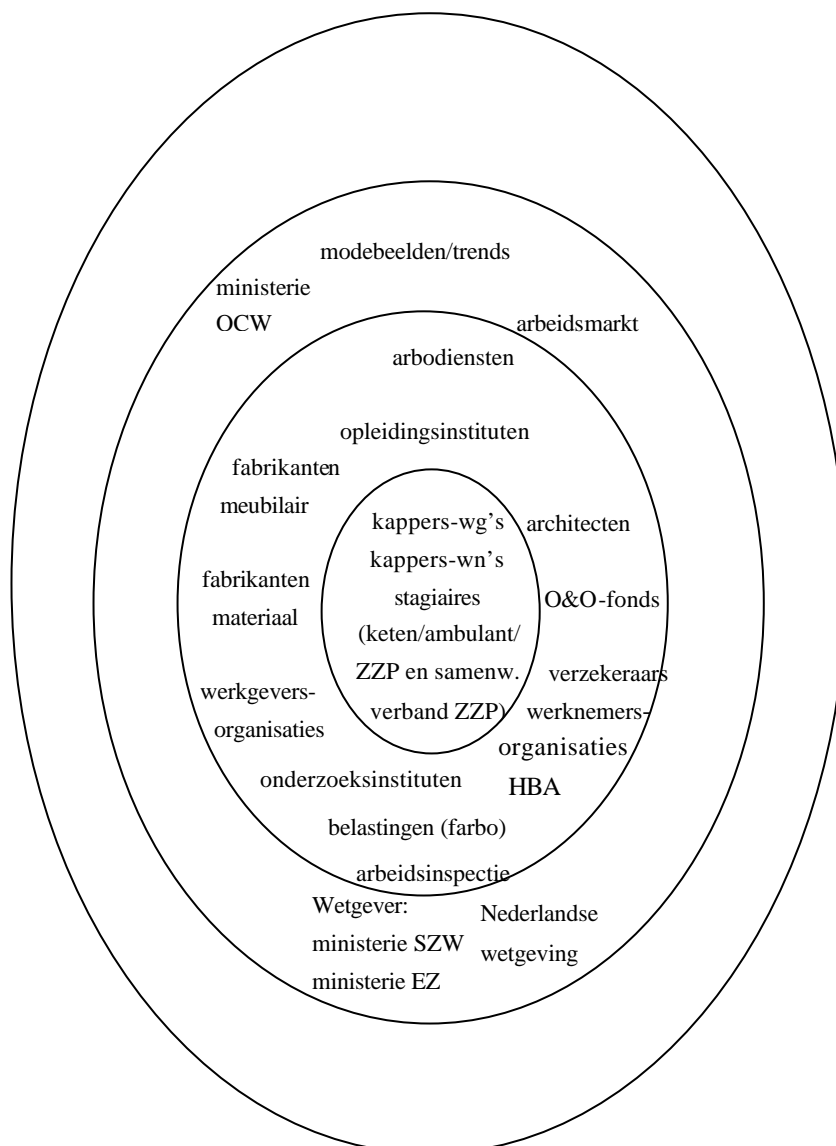 modebeelden/trends
ministerie
OCW
arbeidsmarkt
arbodiensten
opleidingsinstituten
fabrikanten
meubilair
kappers-wg's
architecten
kappers-wn's
fabrikanten
materiaal
stagiaires
O&O-fonds
(keten/ambulant/
ZZP en samenw.
verband ZZP)
verzekeraars
werkgevers-
organisaties
werknemers-
organisaties
onderzoeksinstituten
HBA
belastingen (farbo)
arbeidsinspectie
Wetgever:
ministerie SZW
ministerie EZ
Nederlandse
wetgeving